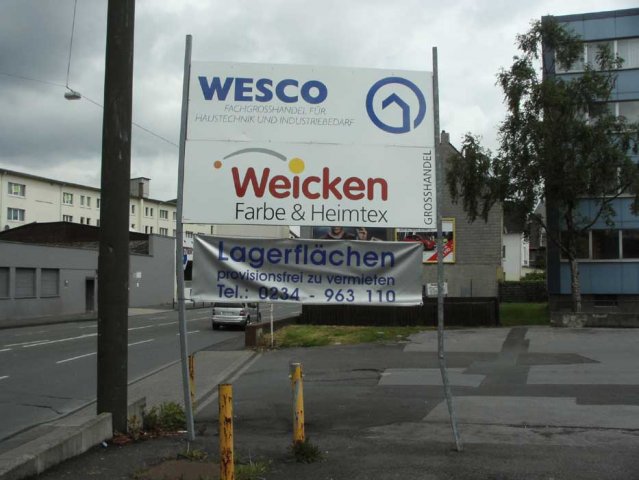 WESCO
FACHGROSSHANDEL FÜR
HAUSTECHNIK UND INDUSTRIEBEDARF
Weicken
Farbe & Heimtex
GROSSHANDEL
Lagerflächen
provisionsfrei zu vermieten
Tel.: 0234 - 963 110